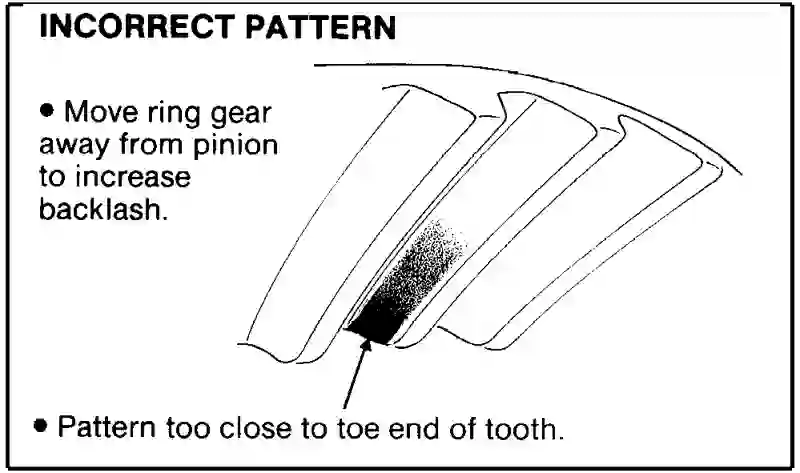 INCORRECT PATTERN
• Move ring gear
away from pinion
to increase
backlash.
• Pattern too close to toe end of tooth.